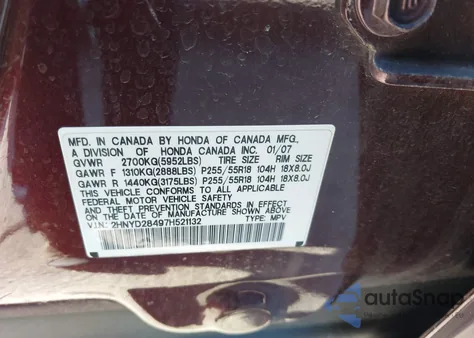 MFD. IN CANADA BY HONDA OF CANADA MFG.,
A DIVISION OF HONDA CANADA INC. 01/07
GVWR 2700KG(5952LBS) TIRE SIZE RIM SIZE
GAWR F 1310KG(2888LBS) P255/55R18 104H 18X8.0J
GAWR R 1440KG(3175LBS) P255/55R18 104H 18X8.0J
THIS VEHICLE CONFORMS TO ALL APPLICABLE
FEDERAL MOTOR VEHICLE SAFETY AND
THEFT PREVENTION STANDARDS IN EFFECT ON
THE DATE OF MANUFACTURE SHOWN ABOVE.
V.I.N.: 2HNYD28497H521132 TYPE: MPV
autoSnap